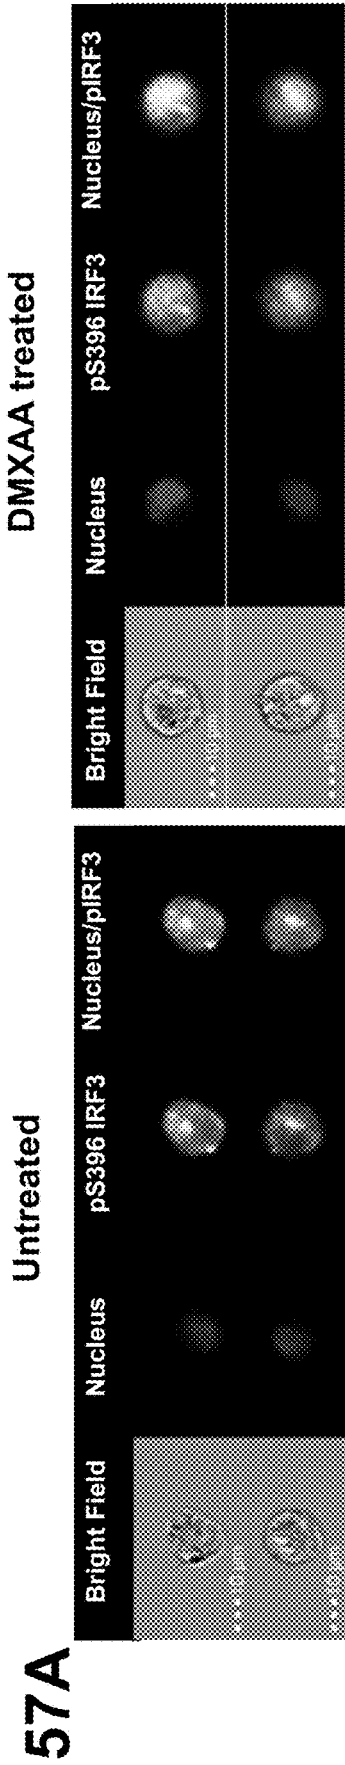 57A
Untreated
Bright Field Nucleus pS396 IRF3 Nucleus/pIRF3
DMXAA treated
Bright Field Nucleus pS396 IRF3 Nucleus/pIRF3